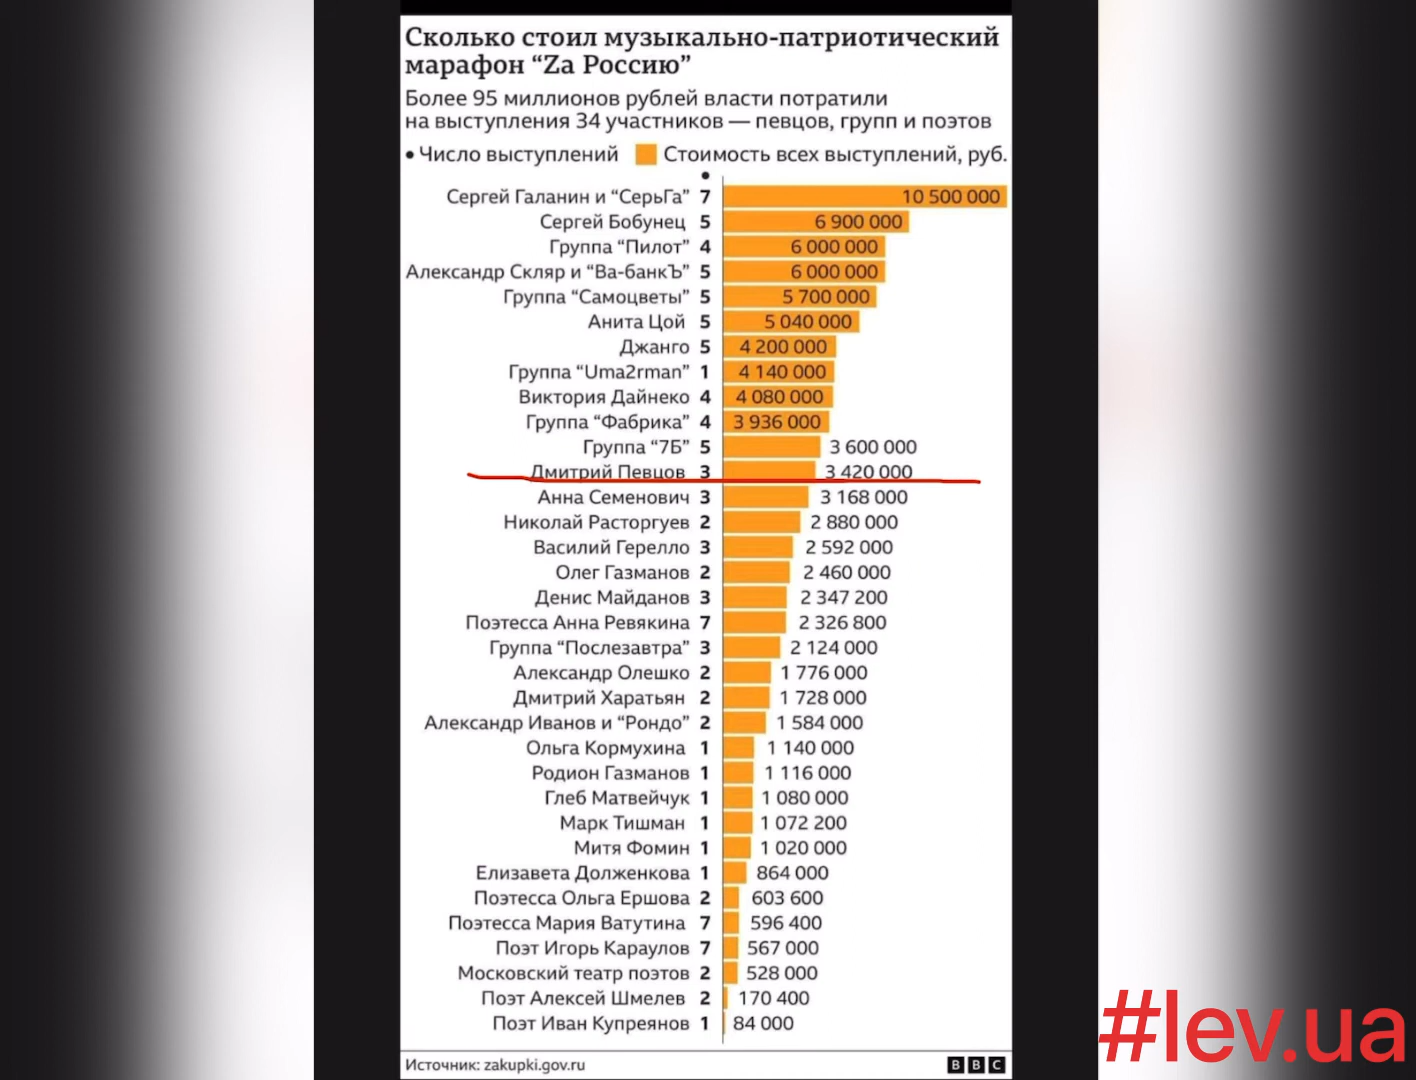 Сколько стоил музыкально-патриотический
марафон “Zа Россию”
Более 95 миллионов рублей власти потратили
на выступления 34 участников — певцов, групп и поэтов
• Число выступлений Стоимость всех выступлений, руб.
Сергей Галанин и “СерьГа” 7 10 500 000
Сергей Бобунец 5 6 900 000
Группа “Пилот” 4 6 000 000
Александр Скляр и “Ва-банкЪ” 5 6 000 000
Группа “Самоцветы” 5 5 700 000
Анита Цой 5 5 040 000
Джанго 5 4 200 000
Группа “Uma2rman” 1 4 140 000
Виктория Дайнеко 4 4 080 000
Группа “Фабрика” 4 3 936 000
Группа “7Б” 5 3 600 000
Дмитрий Певцов 3 3 420 000
Анна Семенович 3 3 168 000
Николай Расторгуев 2 2 880 000
Василий Герелло 3 2 592 000
Олег Газманов 2 2 460 000
Денис Майданов 3 2 347 200
Поэтесса Анна Ревякина 7 2 326 800
Группа “Послезавтра” 3 2 124 000
Александр Олешко 2 1 776 000
Дмитрий Харатьян 2 1 728 000
Александр Иванов и “Рондо” 2 1 584 000
Ольга Кормухина 1 1 140 000
Родион Газманов 1 1 116 000
Глеб Матвейчук 1 1 080 000
Марк Тишман 1 1 072 200
Митя Фомин 1 1 020 000
Елизавета Долженкова 1 864 000
Поэтесса Ольга Ершова 2 603 600
Поэтесса Мария Ватутина 7 596 400
Поэт Игорь Караулов 7 567 000
Московский театр поэтов 2 528 000
Поэт Алексей Шмелев 2 170 400
Поэт Иван Купреянов 1 84 000
Источник: zakupki.gov.ru BBC
#lev.ua